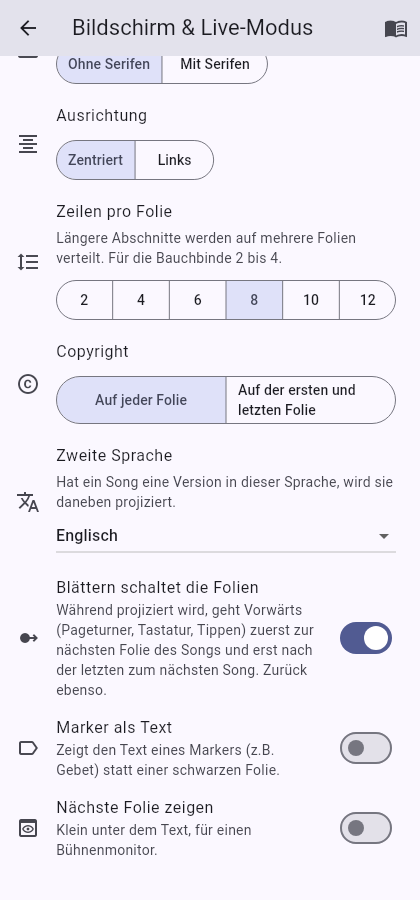 Bildschirm & Live-Modus
Ohne Serifen
Mit Serifen
Ausrichtung
Zentriert
Links
Zeilen pro Folie
Längere Abschnitte werden auf mehrere Folien
verteilt. Für die Bauchbinde 2 bis 4.
2
4
6
8
10
12
Copyright
Auf jeder Folie
Auf der ersten und
letzten Folie
Zweite Sprache
Hat ein Song eine Version in dieser Sprache, wird sie
daneben projiziert.
Englisch
Blättern schaltet die Folien
Während projiziert wird, geht Vorwärts
(Pageturner, Tastatur, Tippen) zuerst zur
nächsten Folie des Songs und erst nach
der letzten zum nächsten Song. Zurück
ebenso.
Marker als Text
Zeigt den Text eines Markers (z.B.
Gebet) statt einer schwarzen Folie.
Nächste Folie zeigen
Klein unter dem Text, für einen
Bühnenmonitor.